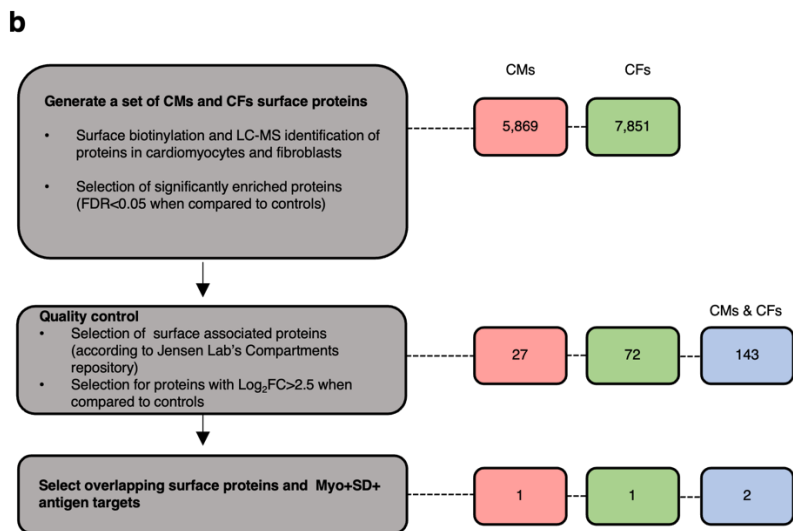 b
CMs CFs
Generate a set of CMs and CFs surface proteins
• Surface biotinylation and LC-MS identification of
proteins in cardiomyocytes and fibroblasts
• Selection of significantly enriched proteins
(FDR<0.05 when compared to controls)
5,869 7,851
CMs & CFs
Quality control
• Selection of surface associated proteins
(according to Jensen Lab's Compartments
repository)
• Selection for proteins with Log₂FC>2.5 when
compared to controls
27 72 143
Select overlapping surface proteins and Myo+SD+
antigen targets
1 1 2